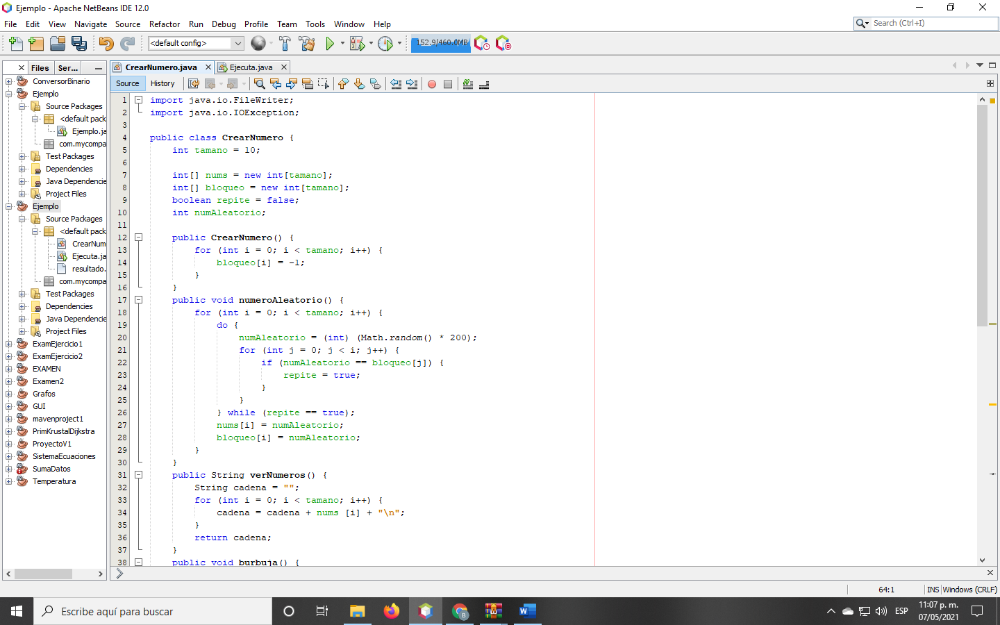 Ejemplo - Apache NetBeans IDE 12.0
File Edit View Navigate Source Refactor Run Debug Profile Team Tools Window Help
Search (Ctrl+I)
<default config>
152.9/460.0MB
Files Ser...
CrearNumero.java
Ejecuta.java
Source History
ConversorBinario
Ejemplo
Source Packages
<default pack
Ejemplo.ja
com.mycompa
Test Packages
Dependencies
Java Dependencie
Project Files
Ejemplo
Source Packages
<default pack
CrearNum
Ejecuta.ja
resultado.
com.mycompa
Test Packages
Dependencies
Java Dependencie
Project Files
ExamEjercicio1
ExamEjercicio2
EXAMEN
Examen2
Grafos
GUI
mavenproject1
PrimKrustalDijkstra
ProyectoV1
SistemaEcuaciones
SumaDatos
Temperatura
1 import java.io.FileWriter;
2 import java.io.IOException;
3
4 public class CrearNumero {
5 int tamano = 10;
6
7 int[] nums = new int[tamano];
8 int[] bloqueo = new int[tamano];
9 boolean repite = false;
10 int numAleatorio;
11
12 public CrearNumero() {
13 for (int i = 0; i < tamano; i++) {
14 bloqueo[i] = -1;
15 }
16 }
17 public void numeroAleatorio() {
18 for (int i = 0; i < tamano; i++) {
19 do {
20 numAleatorio = (int) (Math.random() * 200);
21 for (int j = 0; j < i; j++) {
22 if (numAleatorio == bloqueo[j]) {
23 repite = true;
24 }
25 }
26 } while (repite == true);
27 nums[i] = numAleatorio;
28 bloqueo[i] = numAleatorio;
29 }
30 }
31 public String verNumeros() {
32 String cadena = "";
33 for (int i = 0; i < tamano; i++) {
34 cadena = cadena + nums [i] + "\n";
35 }
36 return cadena;
37 }
38 public void burbuja() {
64:1 INS Windows (CRLF)
Escribe aquí para buscar
ESP
11:07 p. m.
07/05/2021